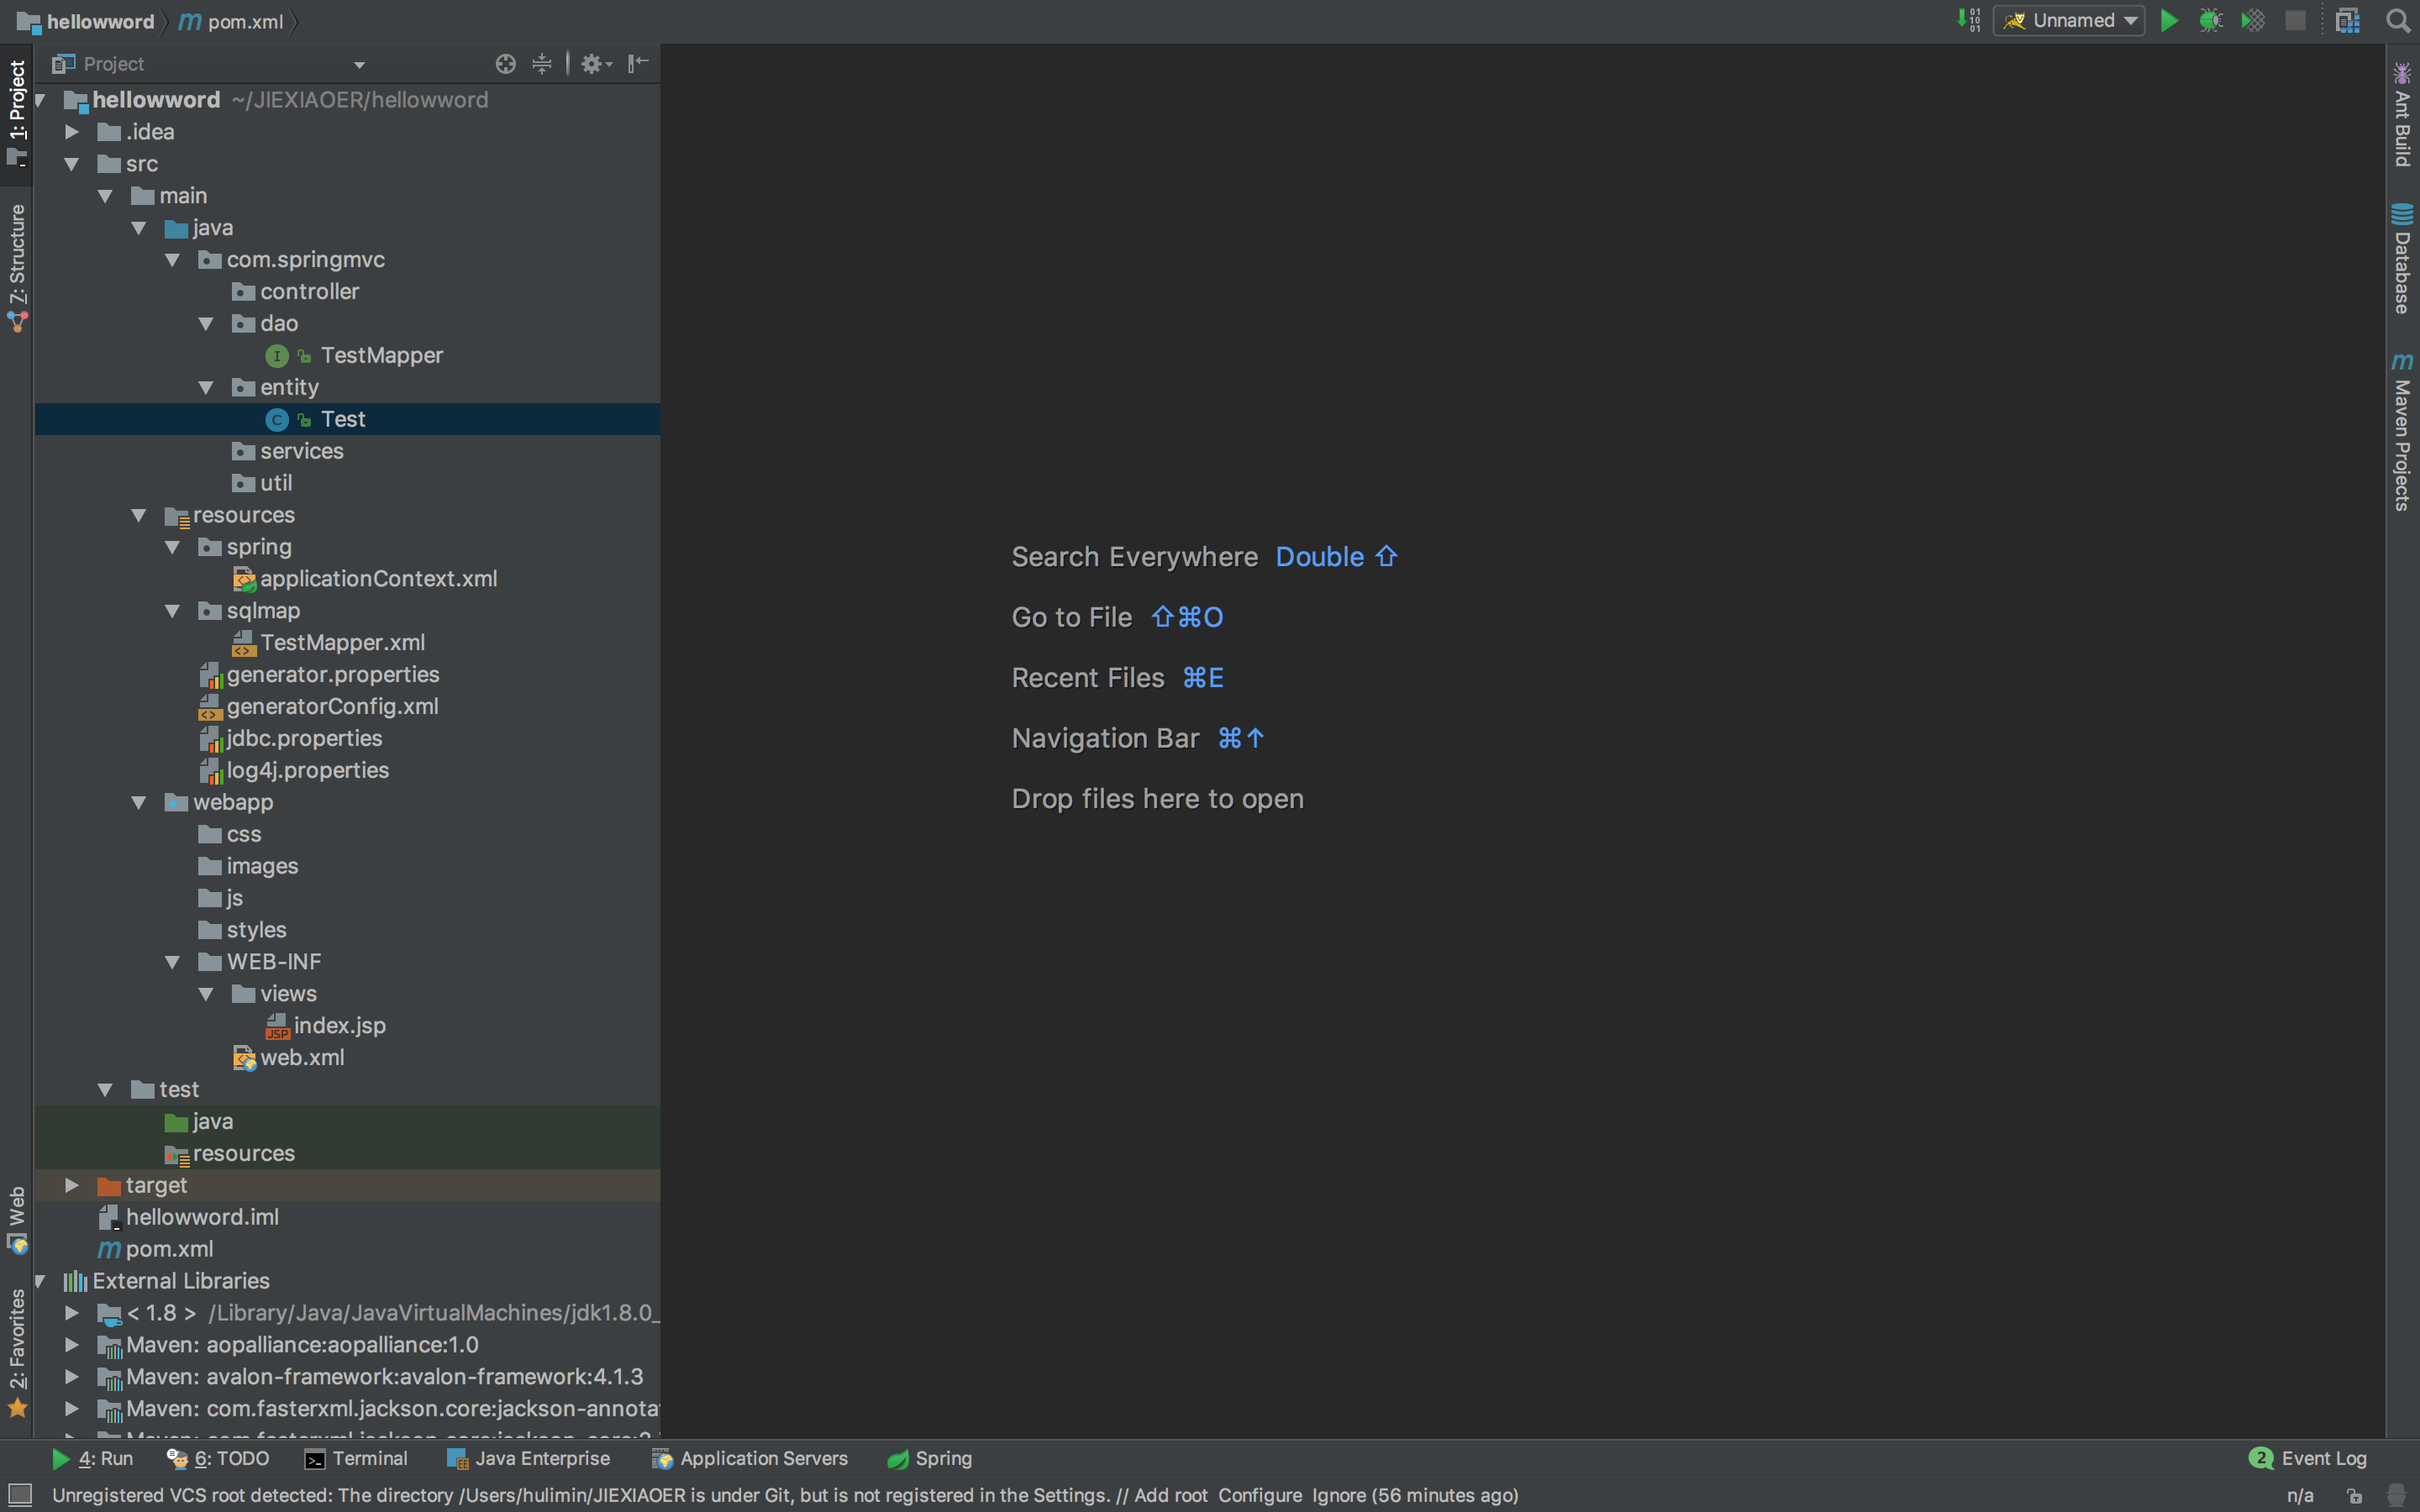 hellowword pom.xml
Unnamed
1: Project
Project
hellowword ~/JIEXIAOER/hellowword
.idea
src
main
java
com.springmvc
controller
dao
TestMapper
entity
Test
services
util
resources
spring
applicationContext.xml
sqlmap
TestMapper.xml
generator.properties
generatorConfig.xml
jdbc.properties
log4j.properties
webapp
css
images
js
styles
WEB-INF
views
index.jsp
web.xml
test
java
resources
target
hellowword.iml
pom.xml
External Libraries
< 1.8 > /Library/Java/JavaVirtualMachines/jdk1.8.0_
Maven: aopalliance:aopalliance:1.0
Maven: avalon-framework:avalon-framework:4.1.3
Maven: com.fasterxml.jackson.core:jackson-annota
7: Structure
Web
2: Favorites
Search Everywhere Double ⇧
Go to File ⇧⌘O
Recent Files ⌘E
Navigation Bar ⌘↑
Drop files here to open
Ant Build
Database
Maven Projects
4: Run 6: TODO Terminal Java Enterprise Application Servers Spring 2 Event Log
Unregistered VCS root detected: The directory /Users/hulimin/JIEXIAOER is under Git, but is not registered in the Settings. // Add root Configure Ignore (56 minutes ago) n/a